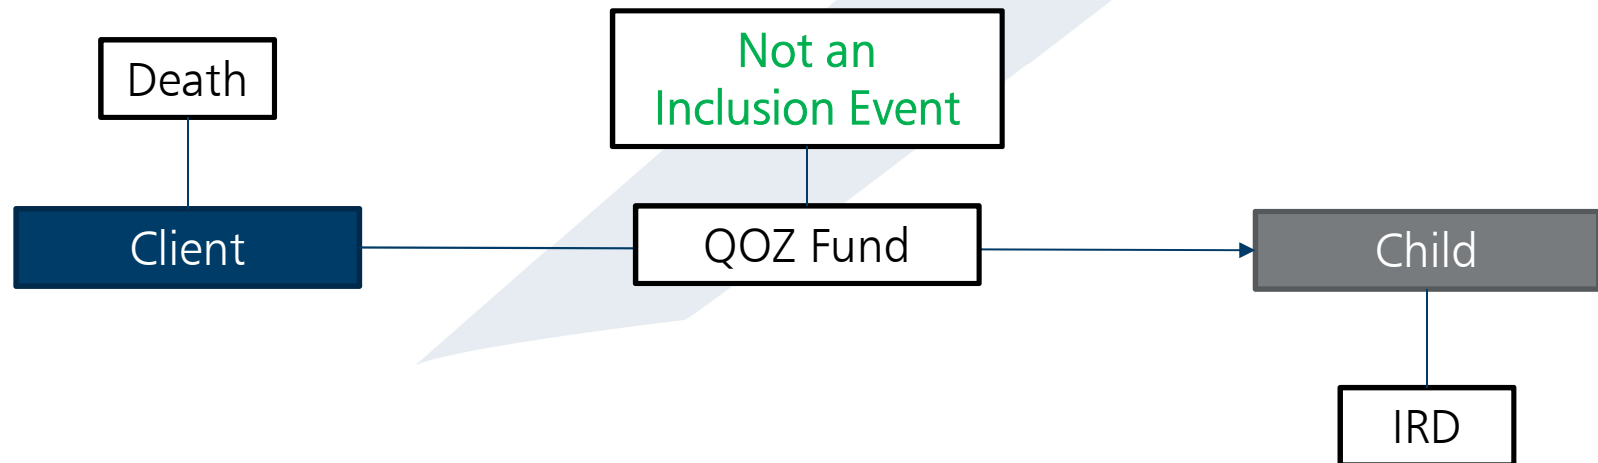 Death
Not an
Inclusion Event
Client
QOZ Fund
Child
IRD